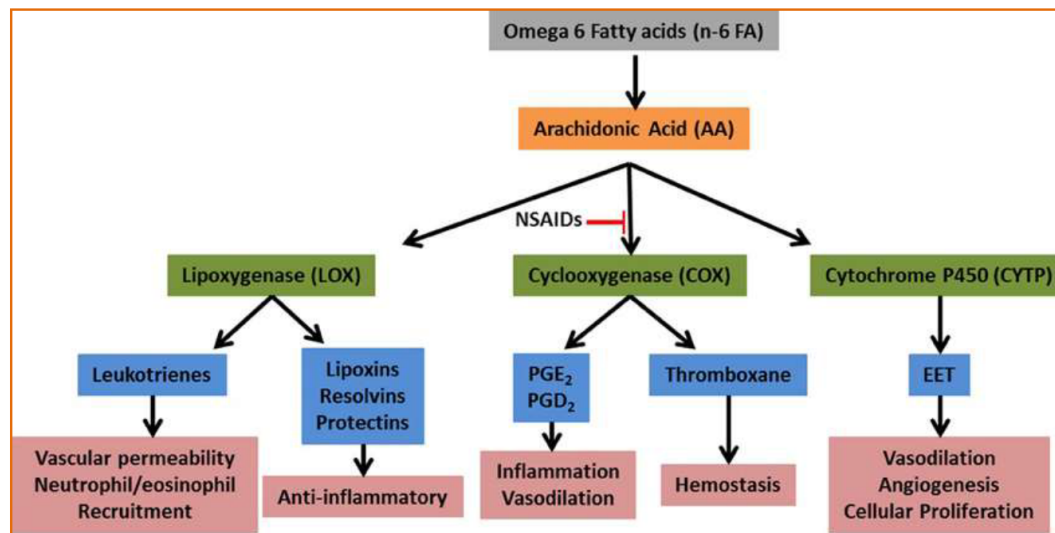 Omega 6 Fatty acids (n-6 FA)
Arachidonic Acid (AA)
NSAIDs
Lipoxygenase (LOX)
Cyclooxygenase (COX)
Cytochrome P450 (CYTP)
Leukotrienes
Lipoxins
Resolvins
Protectins
PGE₂
PGD₂
Thromboxane
EET
Vascular permeability
Neutrophil/eosinophil
Recruitment
Anti-inflammatory
Inflammation
Vasodilation
Hemostasis
Vasodilation
Angiogenesis
Cellular Proliferation